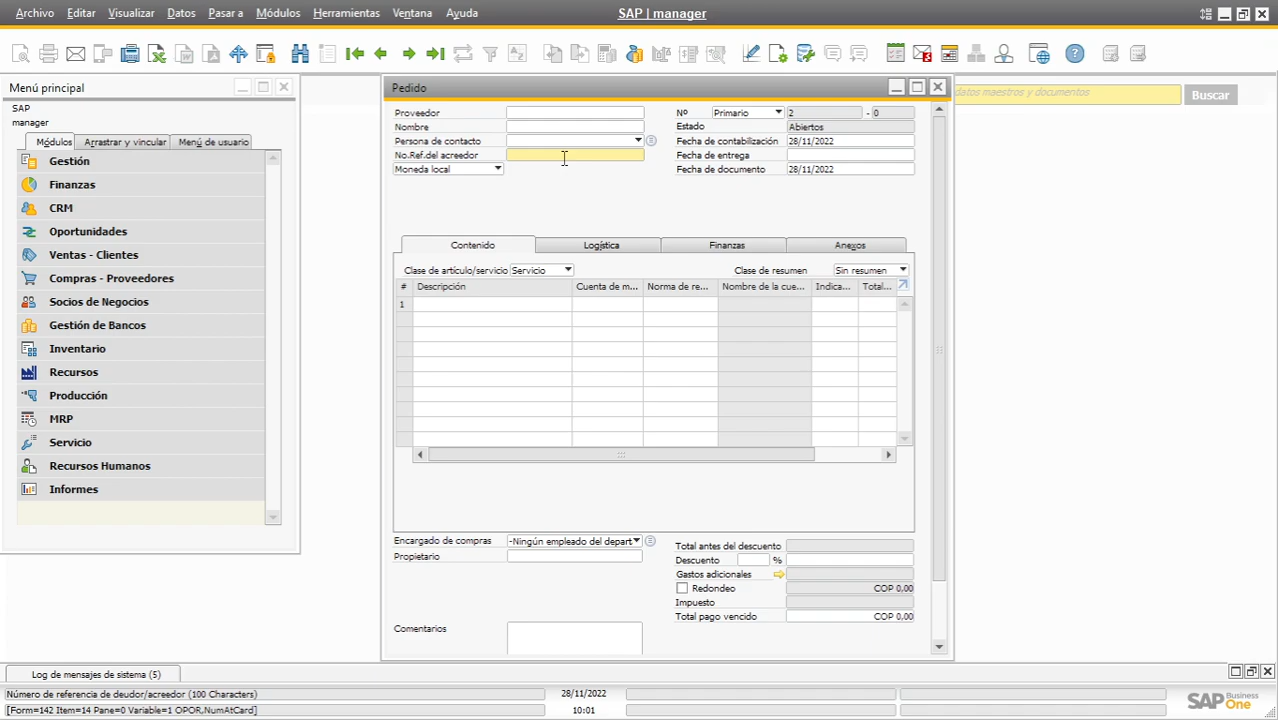 Archivo Editar Visualizar Datos Pasar a Módulos Herramientas Ventana Ayuda
SAP | manager
Menú principal
SAP
manager
Módulos Arrastrar y vincular Menú de usuario
Gestión
Finanzas
CRM
Oportunidades
Ventas - Clientes
Compras - Proveedores
Socios de Negocios
Gestión de Bancos
Inventario
Recursos
Producción
MRP
Servicio
Recursos Humanos
Informes
datos maestros y documentos Buscar
Pedido
Proveedor
Nombre
Persona de contacto
No.Ref.del acreedor
Moneda local
Nº Primario 2 - 0
Estado Abiertos
Fecha de contabilización 28/11/2022
Fecha de entrega
Fecha de documento 28/11/2022
Contenido Logística Finanzas Anexos
Clase de artículo/servicio Servicio Clase de resumen Sin resumen
# Descripción Cuenta de m... Norma de re... Nombre de la cue... Indica... Total...
1
Encargado de compras -Ningún empleado del depart
Propietario
Total antes del descuento
Descuento %
Gastos adicionales
Redondeo COP 0,00
Impuesto
Total pago vencido COP 0,00
Comentarios
Log de mensajes de sistema (5)
Número de referencia de deudor/acreedor (100 Characters) 28/11/2022
[Form=142 Item=14 Pane=0 Variable=1 OPOR.NumAtCard] 10:01
SAP Business One